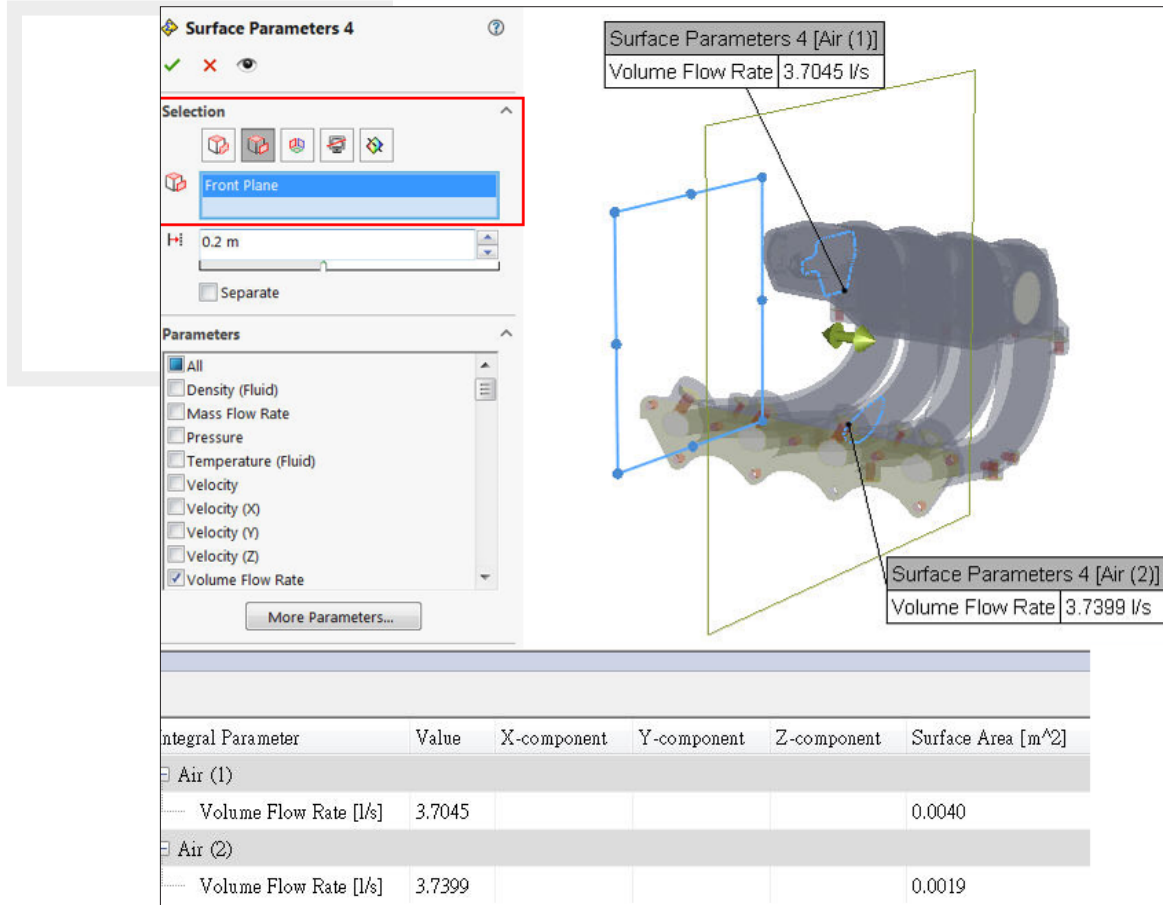 Surface Parameters 4
Selection
Front Plane
0.2 m
Separate
Parameters
All
Density (Fluid)
Mass Flow Rate
Pressure
Temperature (Fluid)
Velocity
Velocity (X)
Velocity (Y)
Velocity (Z)
Volume Flow Rate
More Parameters...
Surface Parameters 4 [Air (1)]
Volume Flow Rate 3.7045 l/s
Surface Parameters 4 [Air (2)]
Volume Flow Rate 3.7399 l/s
ntegral Parameter Value X-component Y-component Z-component Surface Area [m^2]
Air (1)
Volume Flow Rate [l/s] 3.7045 0.0040
Air (2)
Volume Flow Rate [l/s] 3.7399 0.0019